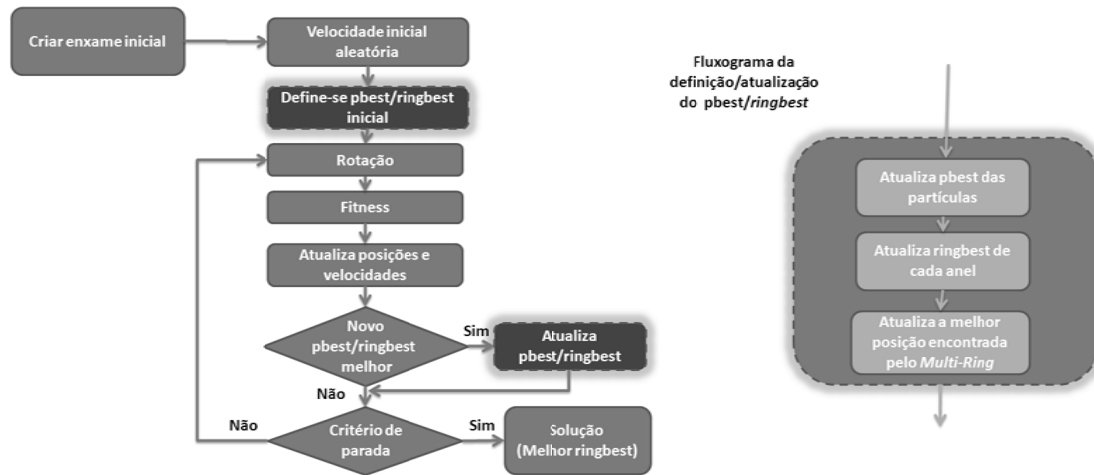 Criar enxame inicial
Velocidade inicial
aleatória
Define-se pbest/ringbest
inicial
Rotação
Fitness
Atualiza posições e
velocidades
Novo
pbest/ringbest
melhor
Sim
Atualiza
pbest/ringbest
Não
Critério de
parada
Não
Sim
Solução
(Melhor ringbest)
Fluxograma da
definição/atualização
do pbest/ringbest
Atualiza pbest das
partículas
Atualiza ringbest de
cada anel
Atualiza a melhor
posição encontrada
pelo Multi-Ring